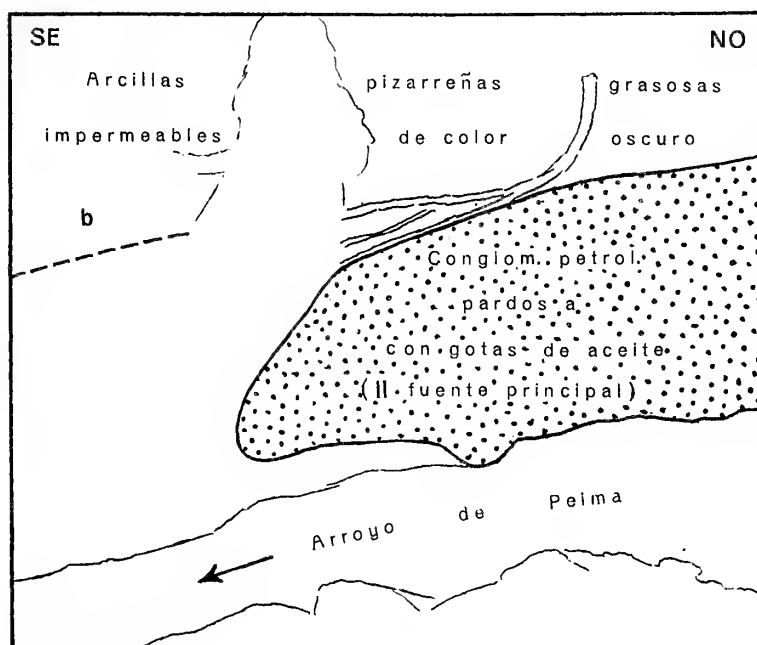 SE NO
Arcillas pizarreñas grasosas
impermeables de color oscuro
b
Conglom. petrol.
pardos a
con gotas de aceite
(II fuente principal)
Arroyo de Peima